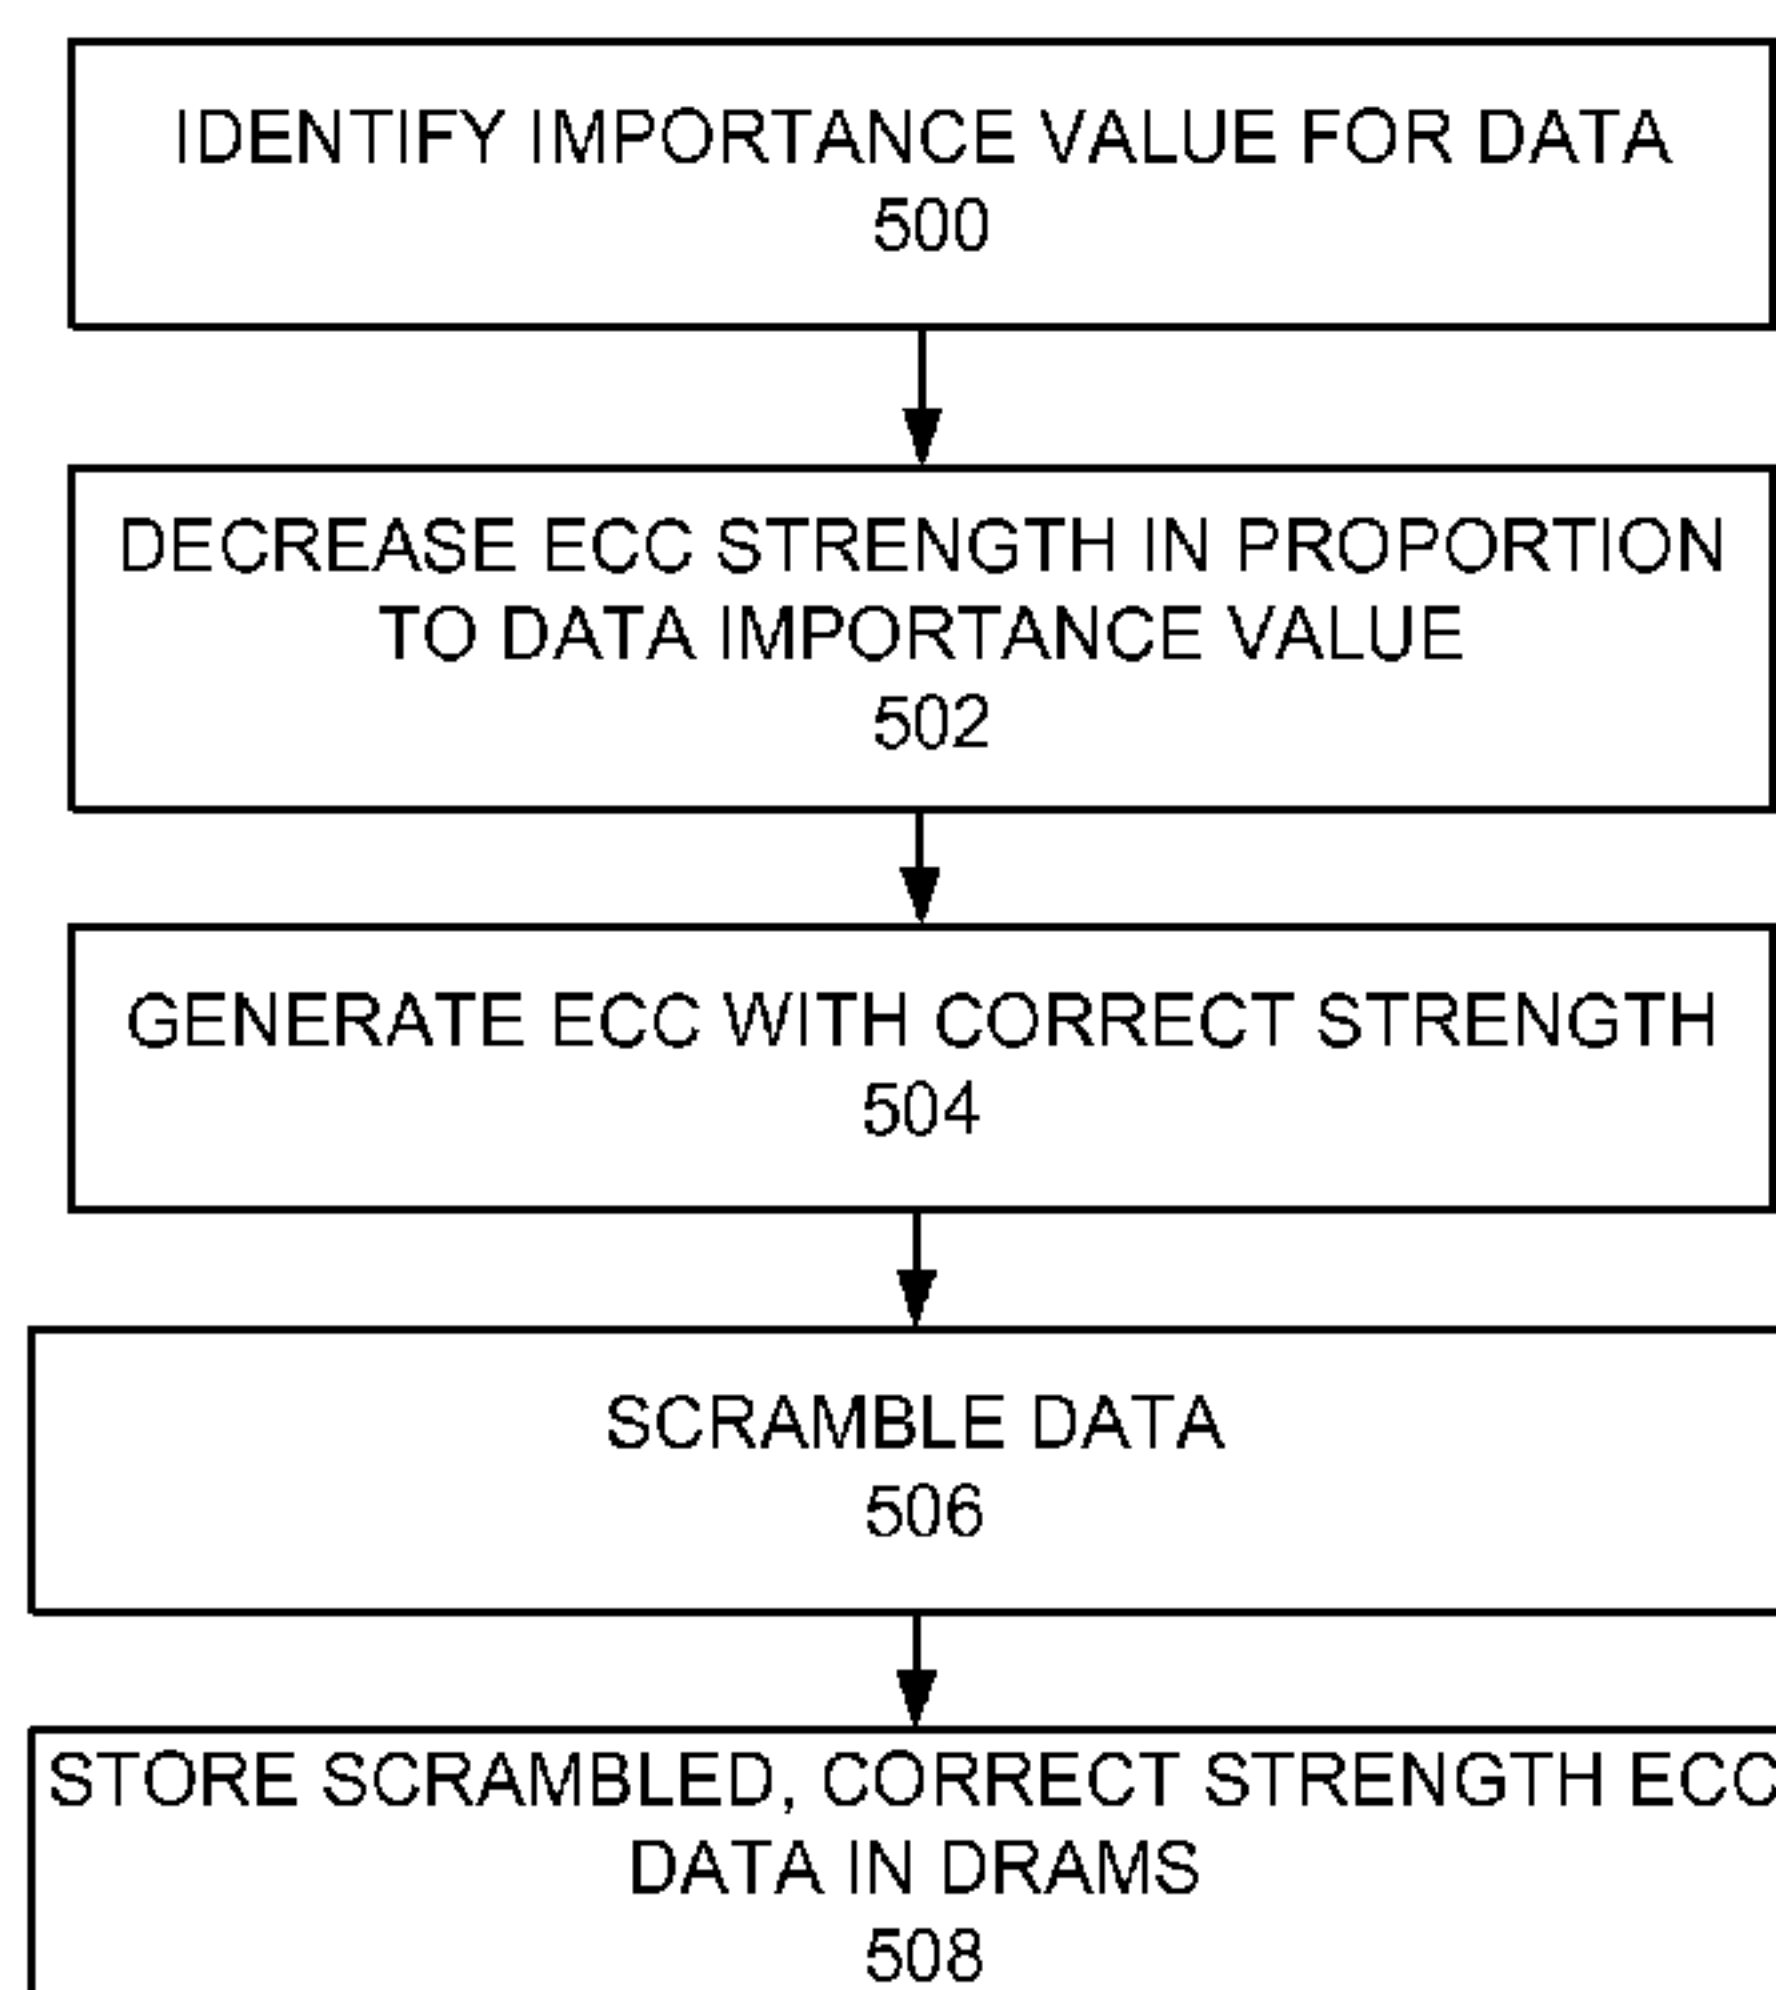 IDENTIFY IMPORTANCE VALUE FOR DATA
500
DECREASE ECC STRENGTH IN PROPORTION
TO DATA IMPORTANCE VALUE
502
GENERATE ECC WITH CORRECT STRENGTH
504
SCRAMBLE DATA
506
STORE SCRAMBLED, CORRECT STRENGTH ECC
DATA IN DRAMS
508